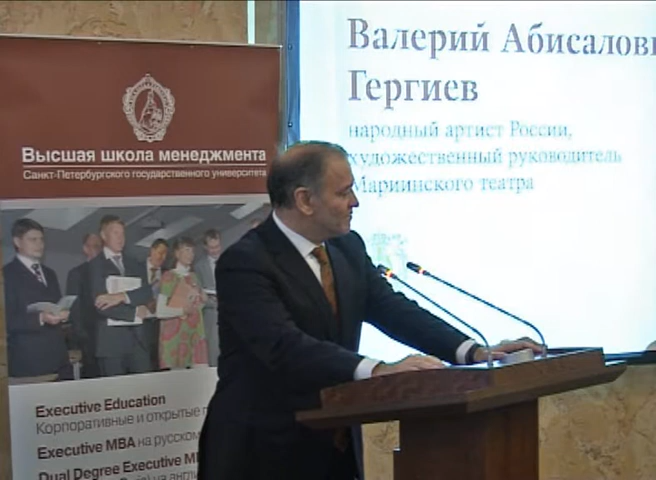 Высшая школа менеджмента
Санкт-Петербургского государственного университета
Executive Education
Корпоративные и открытые
Executive MBA на русском
Dual Degree Executive
Валерий Абисалови
Гергиев
народный артист России,
художественный руководитель
Мариинского театра